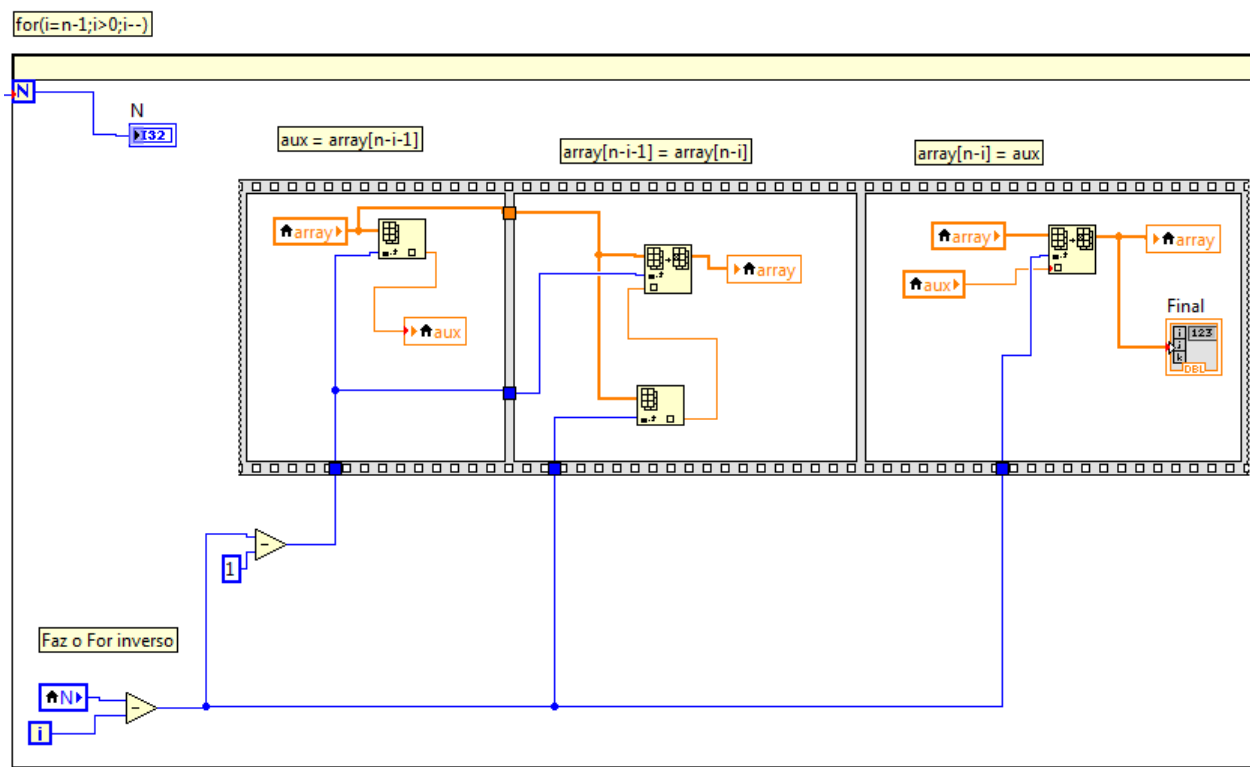 for(i=n-1;i>0;i--)
N
N
I32
aux = array[n-i-1]
array[n-i-1] = array[n-i]
array[n-i] = aux
array
aux
array
array
aux
array
Final
i
j
k
123
DBL
1
Faz o For inverso
N
i